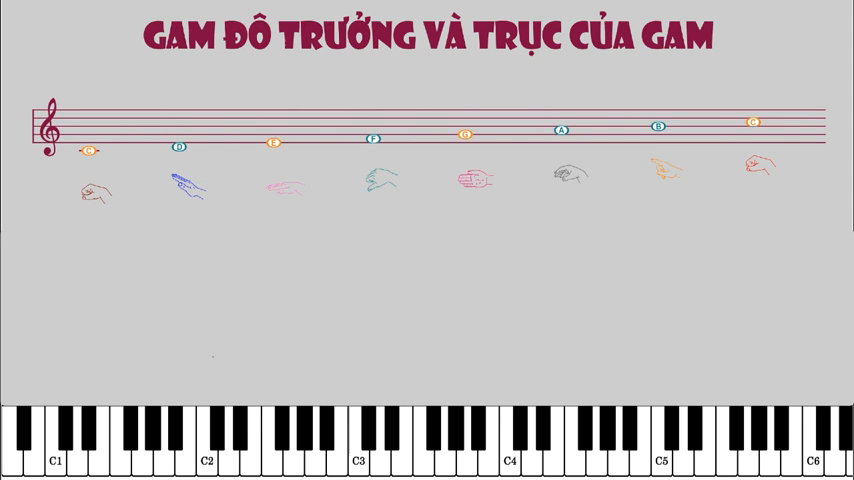 GAM ĐÔ TRƯỞNG VÀ TRỤC CỦA GAM
C D E F G A B C
C1 C2 C3 C4 C5 C6